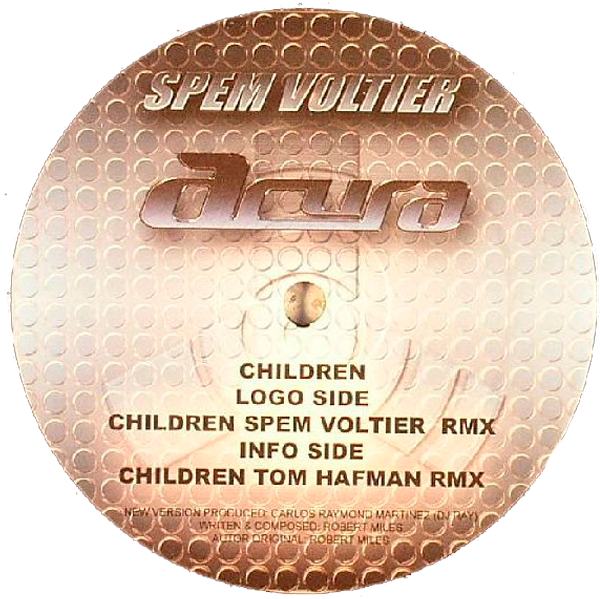 SPEM VOLTIER
acura
CHILDREN
LOGO SIDE
CHILDREN SPEM VOLTIER RMX
INFO SIDE
CHILDREN TOM HAFMAN RMX
NEW VERSION PRODUCED: CARLOS RAYMOND MARTINEZ (DJ RAY)
WRITEN & COMPOSED: ROBERT MILES
AUTOR ORIGINAL: ROBERT MILES